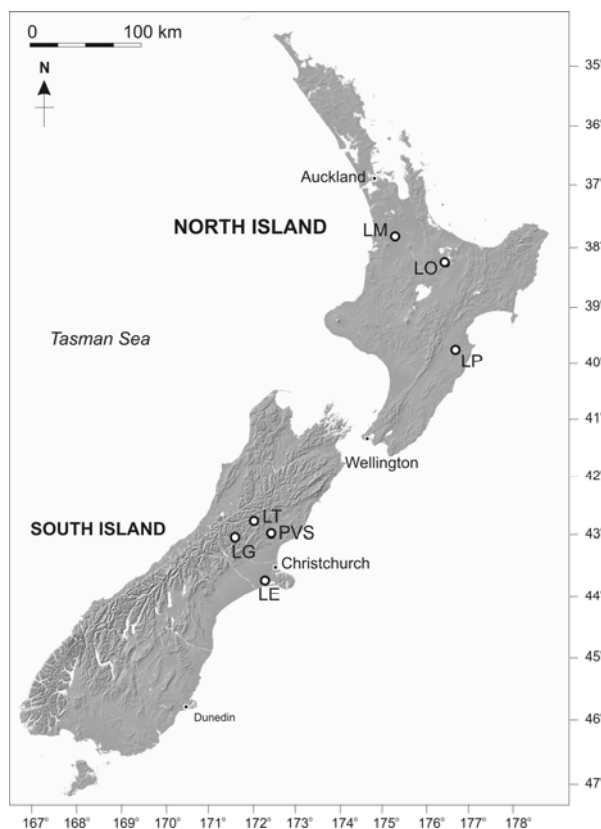 0 100 km
N
35°
36°
Auckland
37°
NORTH ISLAND
LM
38°
LO
39°
Tasman Sea
LP
40°
41°
Wellington
42°
LT
SOUTH ISLAND
PVS
43°
LG
Christchurch
LE
44°
45°
Dunedin
46°
47°
167° 168° 169° 170° 171° 172° 173° 174° 175° 176° 177° 178°